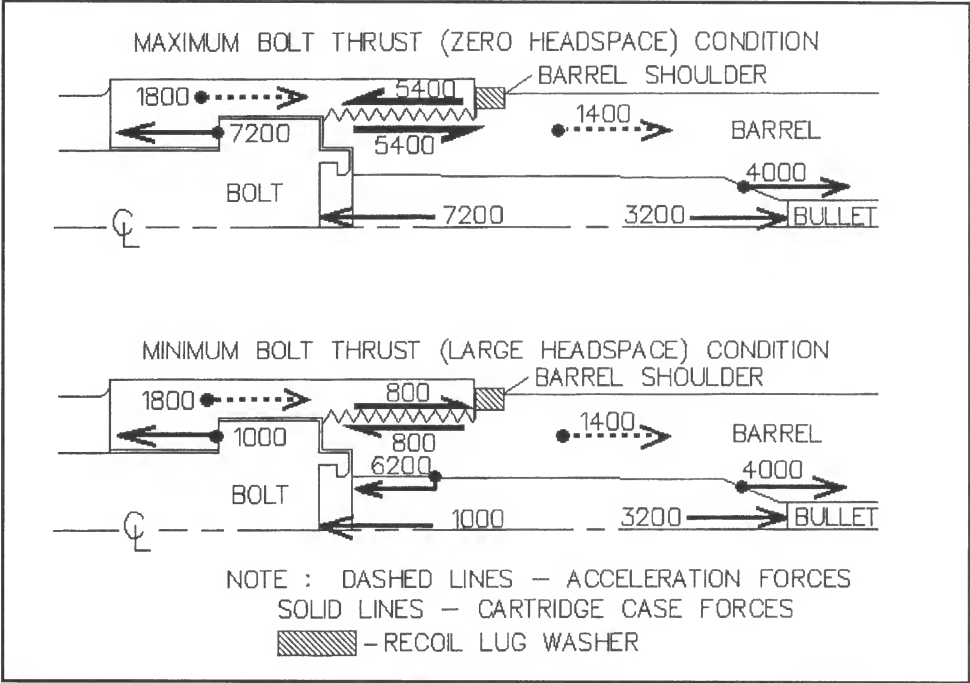 MAXIMUM BOLT THRUST (ZERO HEADSPACE) CONDITION
BARREL SHOULDER
1800
5400
7200
5400
1400
BARREL
4000
BOLT
7200
3200
BULLET
℄
MINIMUM BOLT THRUST (LARGE HEADSPACE) CONDITION
BARREL SHOULDER
1800
800
1000
800
1400
BARREL
6200
4000
BOLT
1000
3200
BULLET
℄
NOTE : DASHED LINES – ACCELERATION FORCES
SOLID LINES – CARTRIDGE CASE FORCES
– RECOIL LUG WASHER